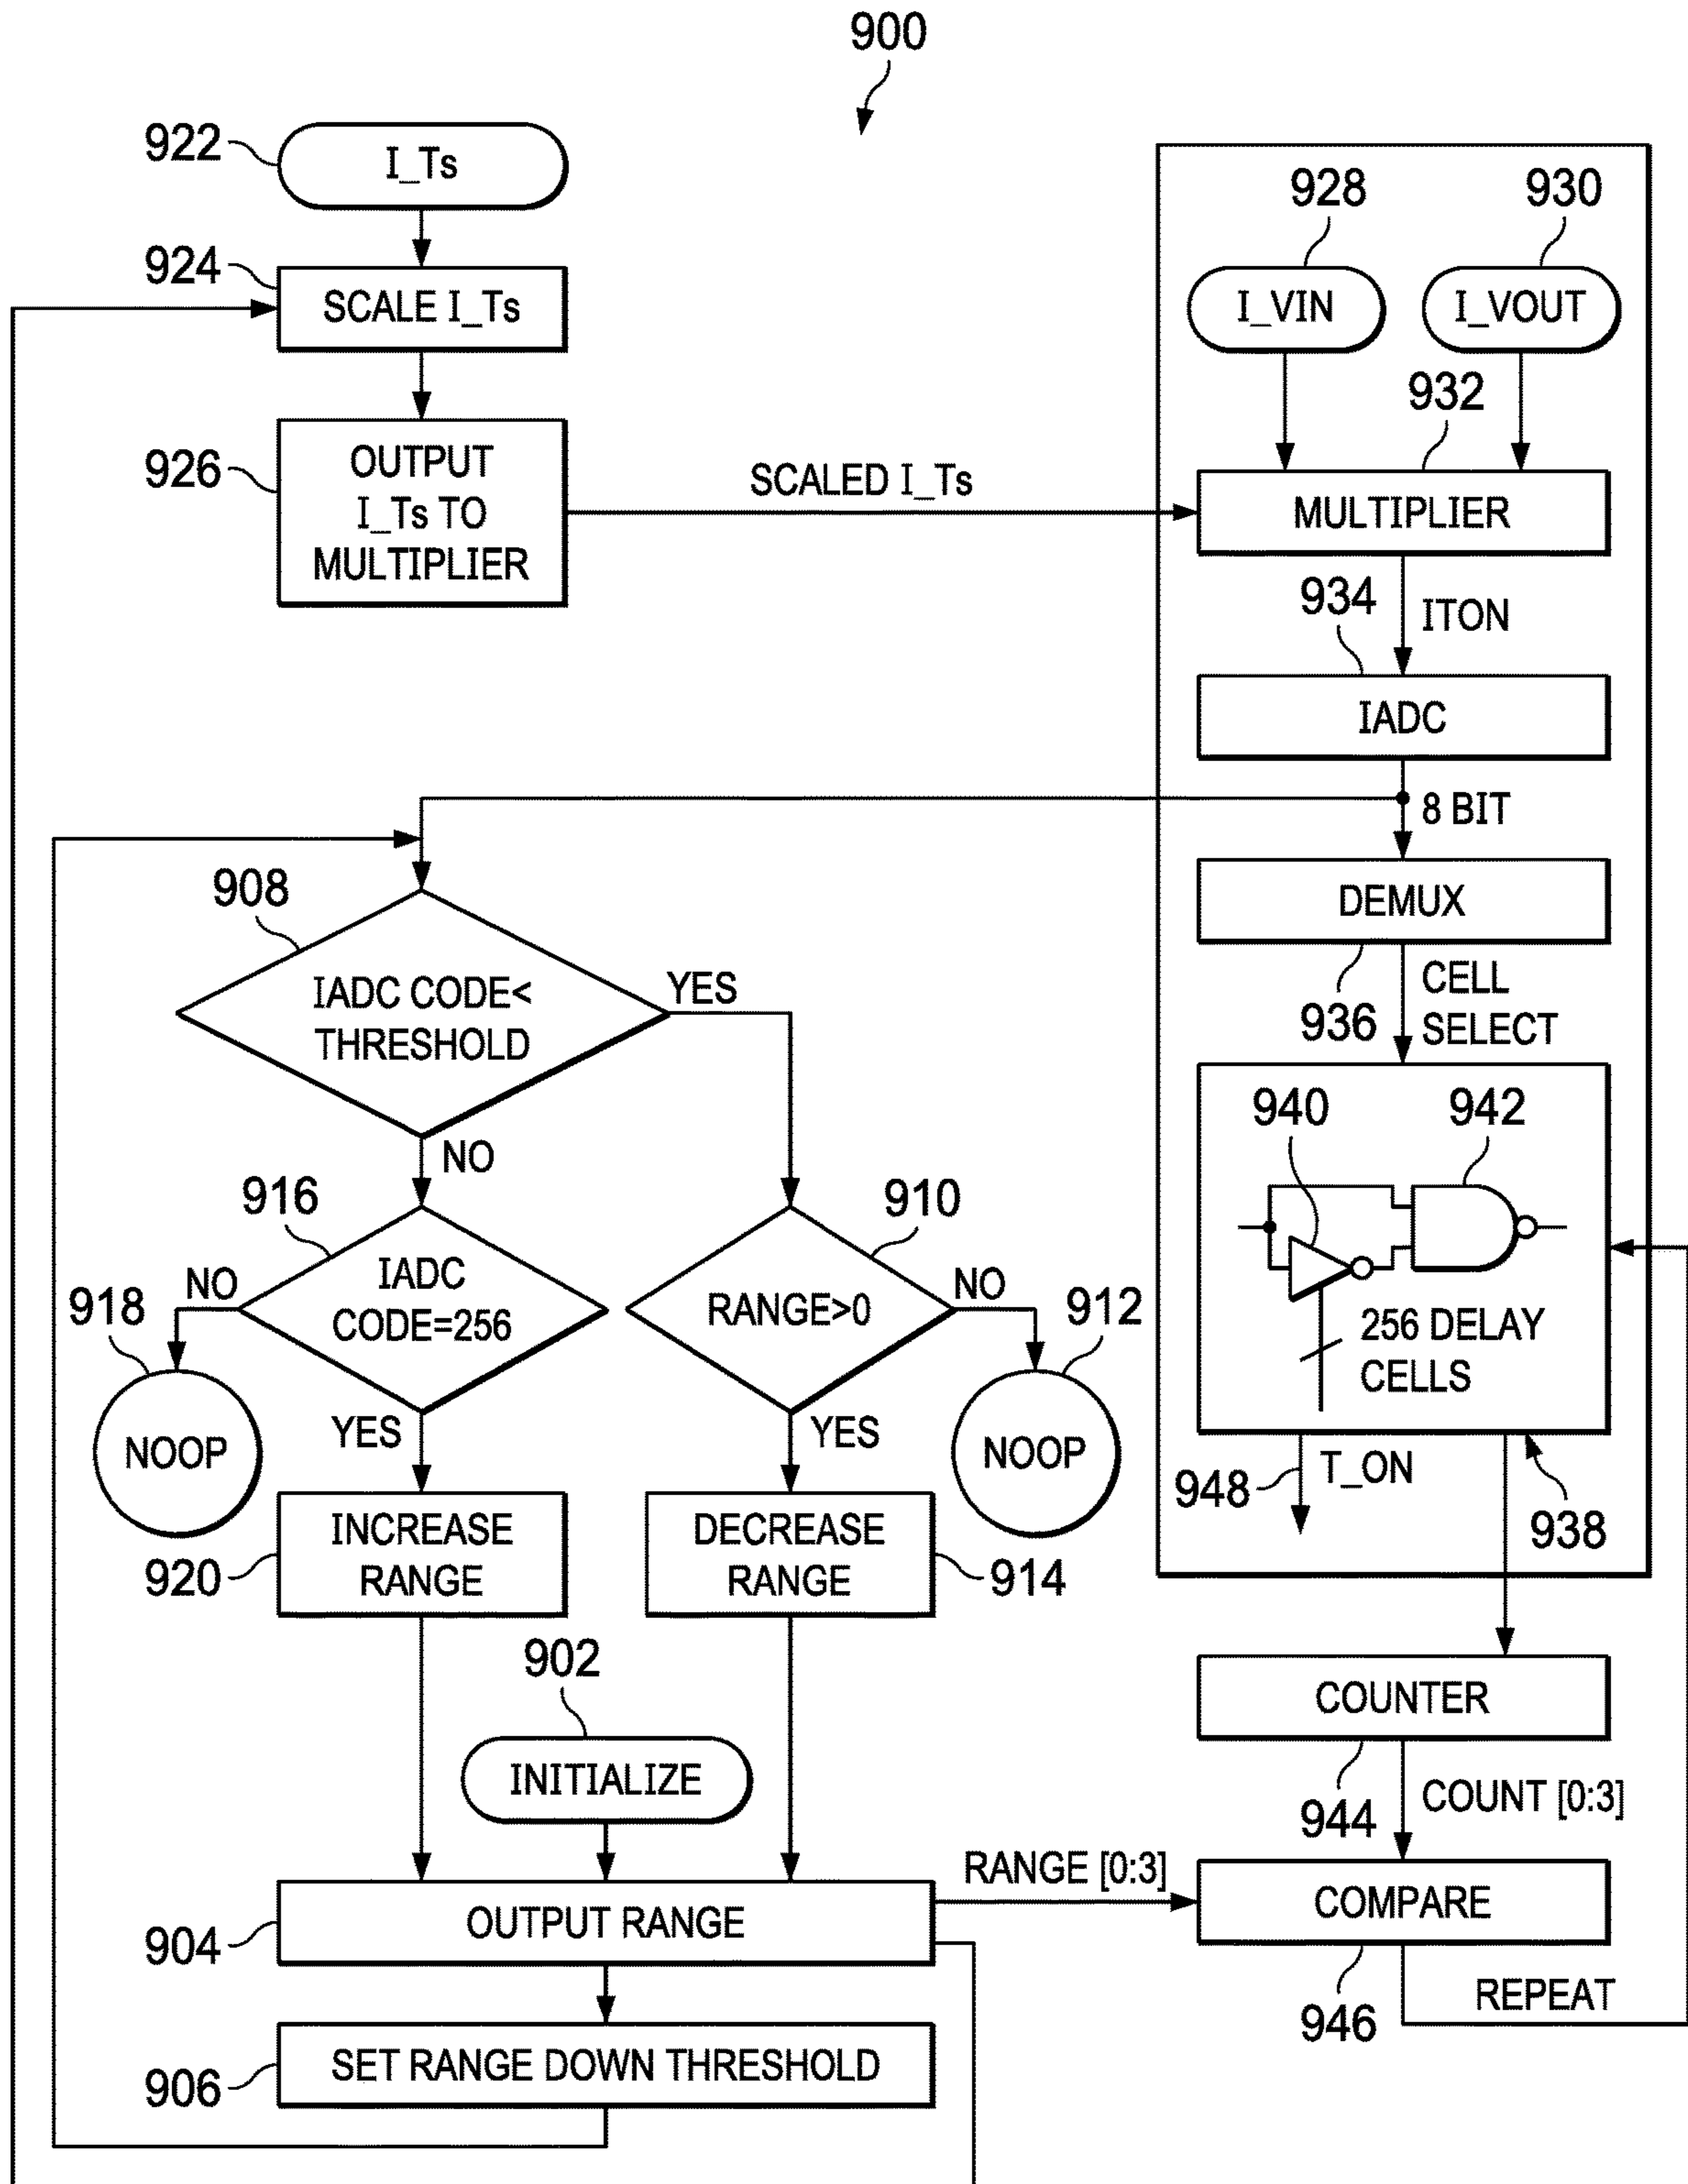 900
922
I_Ts
924
SCALE I_Ts
926
OUTPUT
I_Ts TO
MULTIPLIER
SCALED I_Ts
928
930
I_VIN
I_VOUT
932
MULTIPLIER
934
ITON
IADC
8 BIT
DEMUX
936
CELL
SELECT
940
942
256 DELAY
CELLS
948
T_ON
938
908
IADC CODE<
THRESHOLD
YES
NO
916
IADC
CODE=256
NO
918
NOOP
YES
910
RANGE>0
NO
912
NOOP
YES
920
INCREASE
RANGE
DECREASE
RANGE
914
902
INITIALIZE
COUNTER
944
COUNT [0:3]
904
OUTPUT RANGE
RANGE [0:3]
COMPARE
946
REPEAT
906
SET RANGE DOWN THRESHOLD